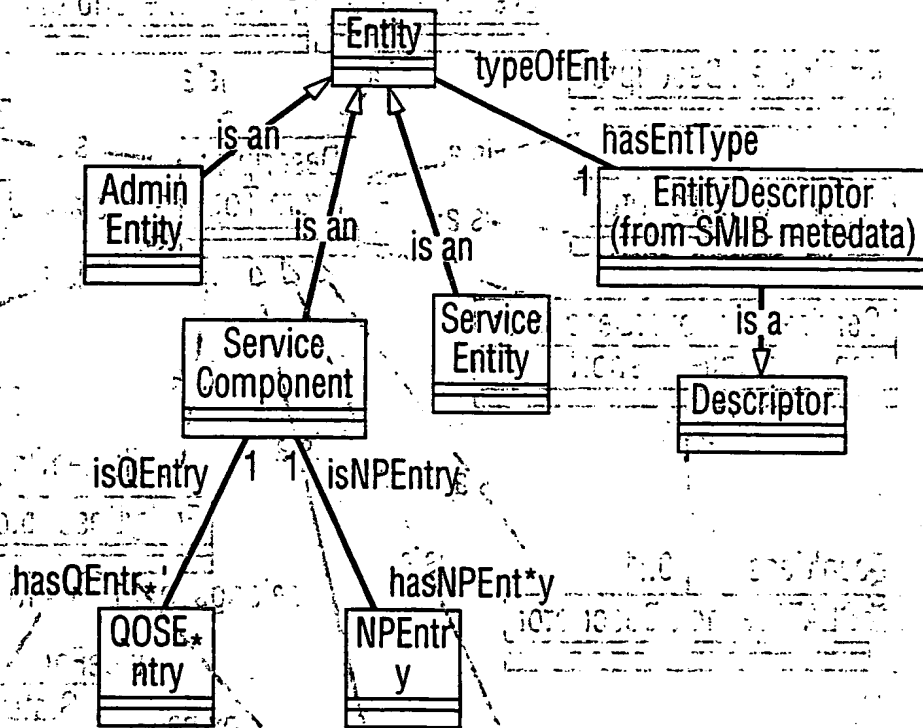 Entity
typeOfEnt
is an
hasEntType
1
Admin
Entity
EntityDescriptor
(from SMIB metedata)
is an
is an
is a
Service
Component
Service
Entity
Descriptor
isQEntry
1
1
isNPEntry
hasQEntr*
hasNPEnt*y
QOSE*
ntry
NPEntr
y